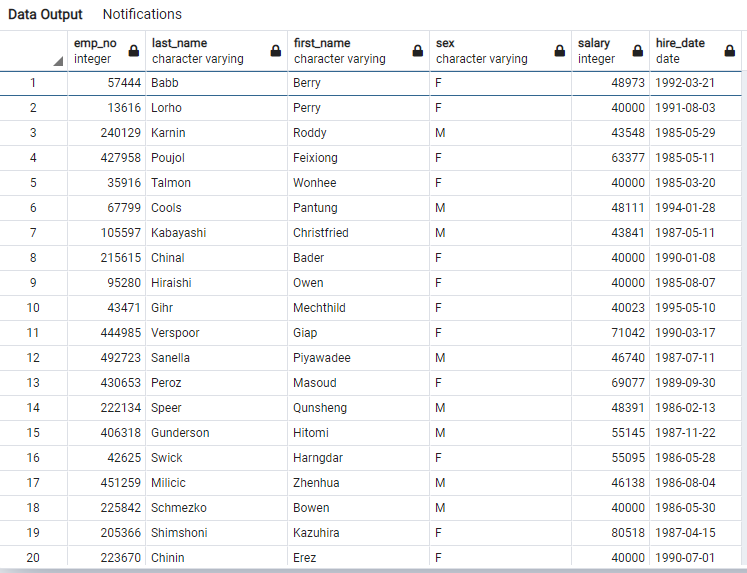 Data Output Notifications
emp_no last_name first_name sex salary hire_date
integer character varying character varying character varying integer date
1 57444 Babb Berry F 48973 1992-03-21
2 13616 Lorho Perry F 40000 1991-08-03
3 240129 Karnin Roddy M 43548 1985-05-29
4 427958 Poujol Feixiong F 63377 1985-05-11
5 35916 Talmon Wonhee F 40000 1985-03-20
6 67799 Cools Pantung M 48111 1994-01-28
7 105597 Kabayashi Christfried M 43841 1987-05-11
8 215615 Chinal Bader F 40000 1990-01-08
9 95280 Hiraishi Owen F 40000 1985-08-07
10 43471 Gihr Mechthild F 40023 1995-05-10
11 444985 Verspoor Giap F 71042 1990-03-17
12 492723 Sanella Piyawadee M 46740 1987-07-11
13 430653 Peroz Masoud F 69077 1989-09-30
14 222134 Speer Qunsheng M 48391 1986-02-13
15 406318 Gunderson Hitomi M 55145 1987-11-22
16 42625 Swick Harngdar F 55095 1986-05-28
17 451259 Milicic Zhenhua M 46138 1986-08-04
18 225842 Schmezko Bowen M 40000 1986-05-30
19 205366 Shimshoni Kazuhira F 80518 1987-04-15
20 223670 Chinin Erez F 40000 1990-07-01